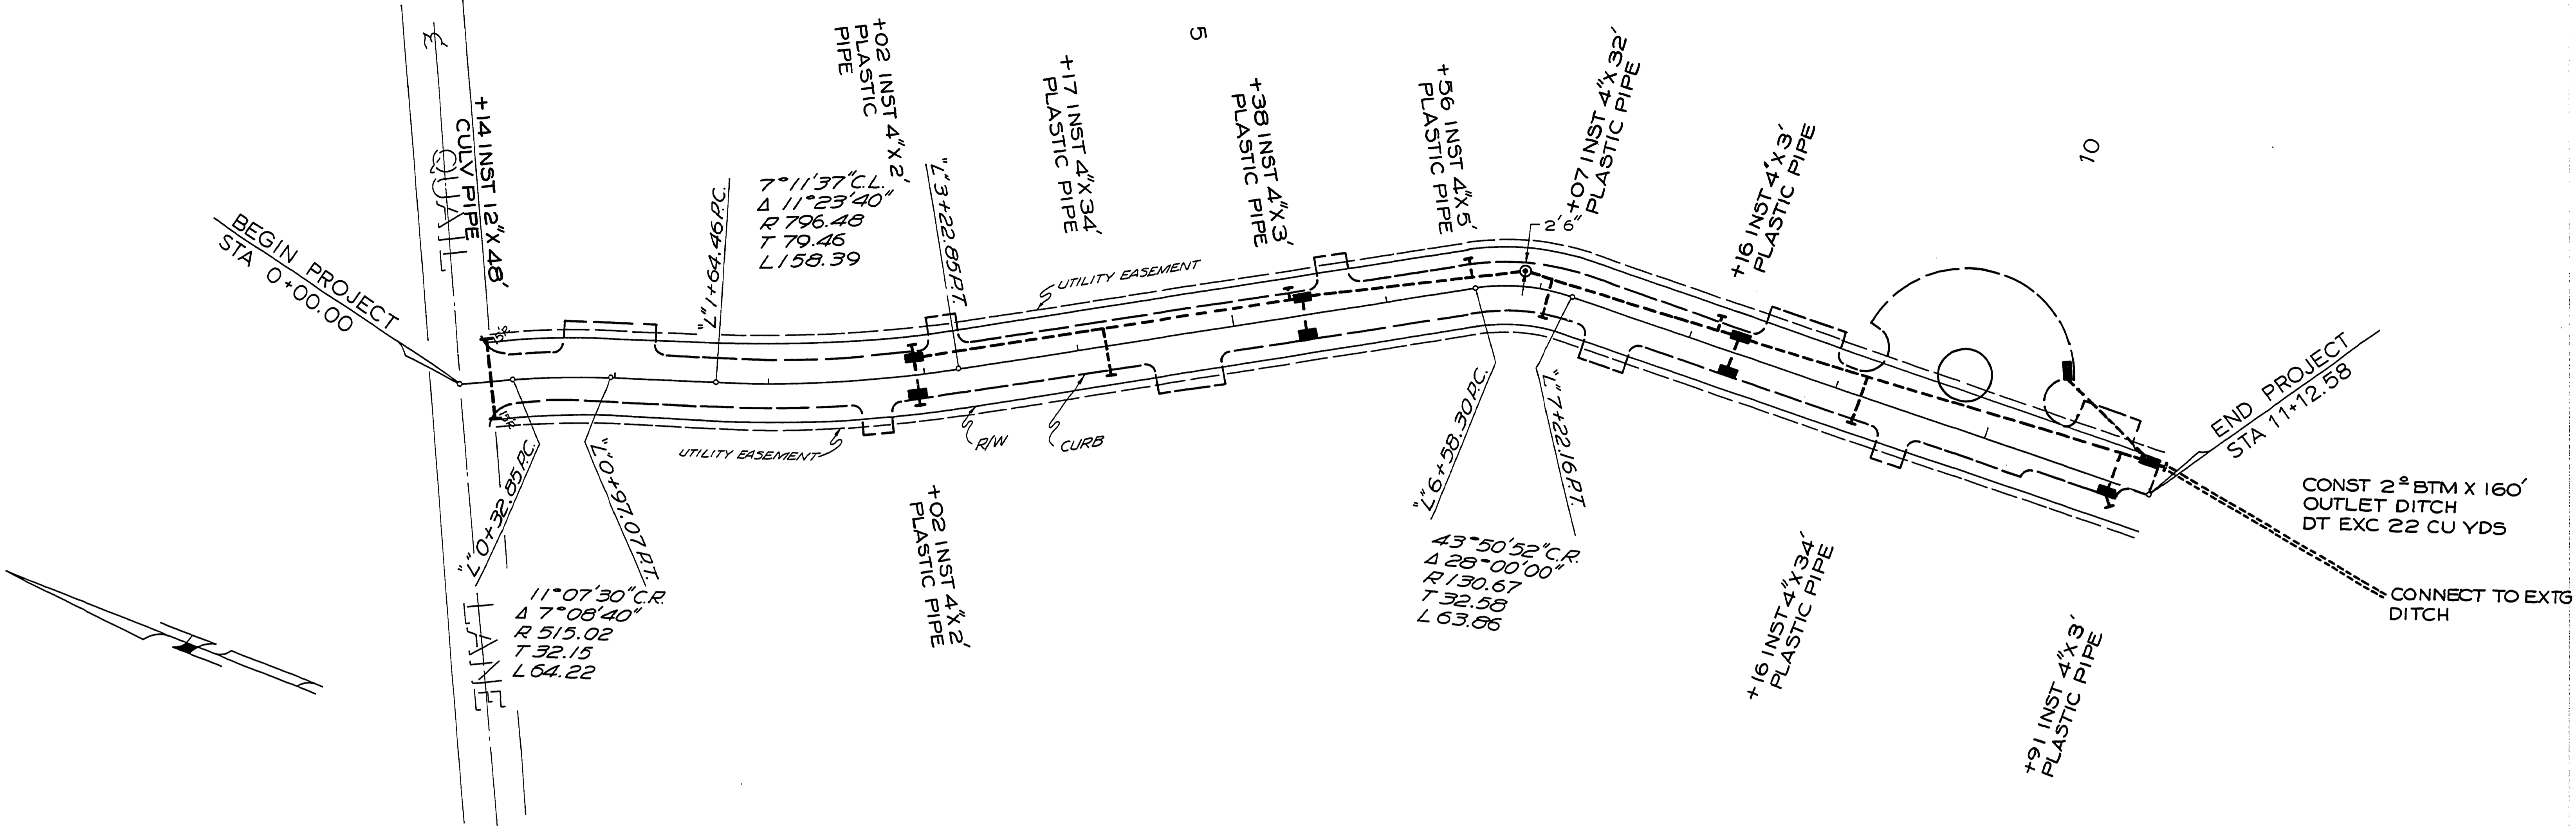 3
QUAIL
LANE
+14 INST 12"X48'
CULV PIPE
BEGIN PROJECT
STA 0+00.00
"L" 0+32.85 P.C.
"L" 0+97.07 P.T.
11°07'30" C.R.
Δ 7°08'40"
R 515.02
T 32.15
L 64.22
"L" 1+64.46 P.C.
7°11'37" C.L.
Δ 11°23'40"
R 796.48
T 79.46
L 158.39
+02 INST 4"X2'
PLASTIC
PIPE
"L" 3+22.85 P.T.
UTILITY EASEMENT
R/W
CURB
+02 INST 4"X2'
PLASTIC PIPE
+17 INST 4"X34'
PLASTIC PIPE
UTILITY EASEMENT
5
+38 INST 4"X3'
PLASTIC PIPE
+56 INST 4"X5'
PLASTIC PIPE
2'6"
+07 INST 4"X32'
PLASTIC PIPE
"L" 6+58.30 P.C.
"L" 7+22.16 P.T.
43°50'52" C.R.
Δ 28°00'00"
R 130.67
T 32.58
L 63.86
+16 INST 4"X3'
PLASTIC PIPE
+16 INST 4"X34'
PLASTIC PIPE
10
+91 INST 4"X3'
PLASTIC PIPE
END PROJECT
STA 11+12.58
CONST 2° BTM X 160'
OUTLET DITCH
DT EXC 22 CU YDS
CONNECT TO EXTG
DITCH